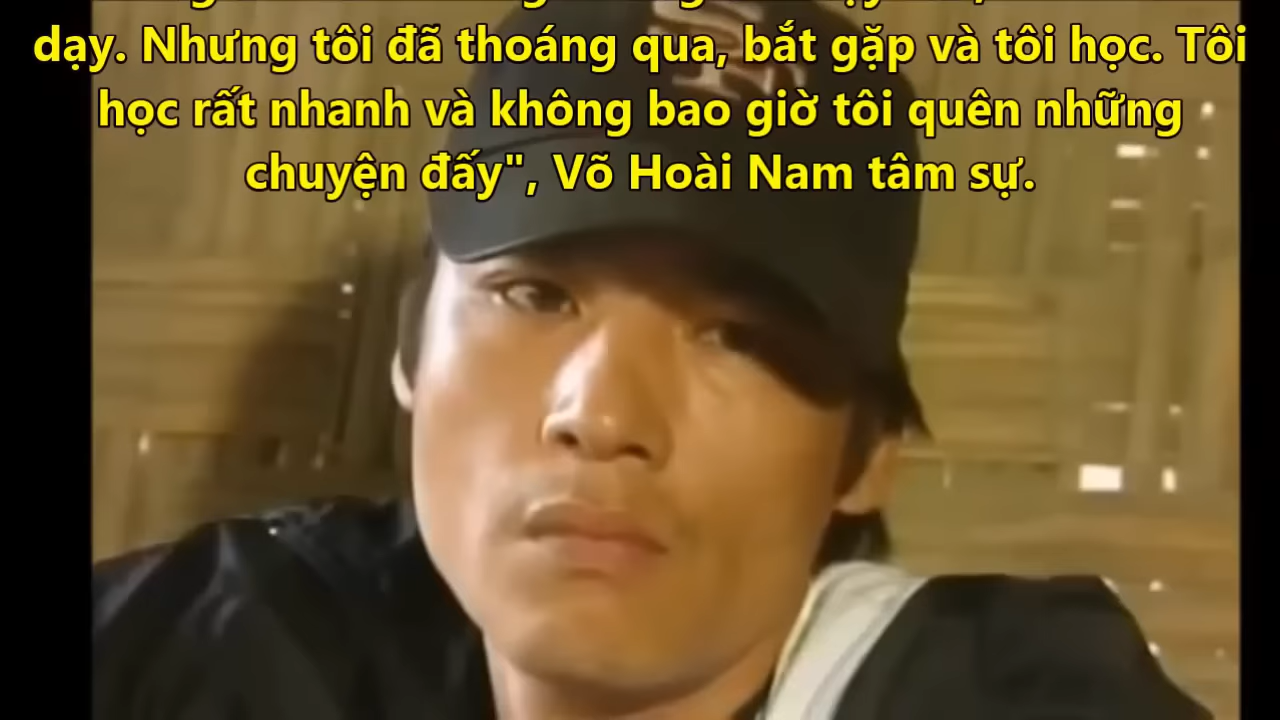 dạy. Nhưng tôi đã thoáng qua, bắt gặp và tôi học. Tôi
học rất nhanh và không bao giờ tôi quên những
chuyện đấy", Võ Hoài Nam tâm sự.